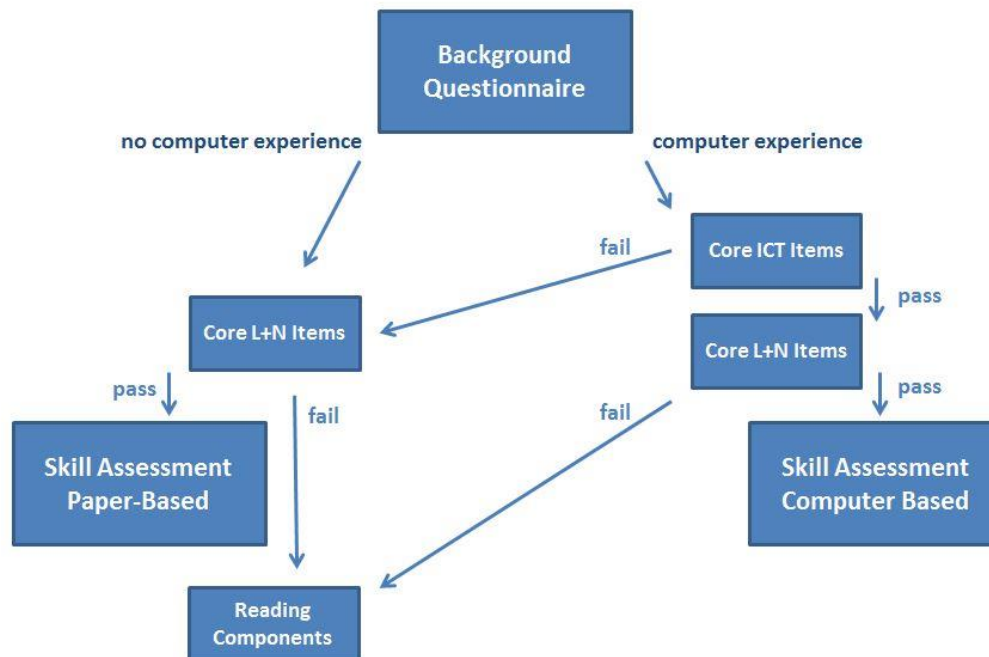 Background
Questionnaire
no computer experience
computer experience
fail
Core ICT Items
pass
Core L+N Items
Core L+N Items
pass
fail
fail
pass
Skill Assessment
Paper-Based
Skill Assessment
Computer Based
Reading
Components